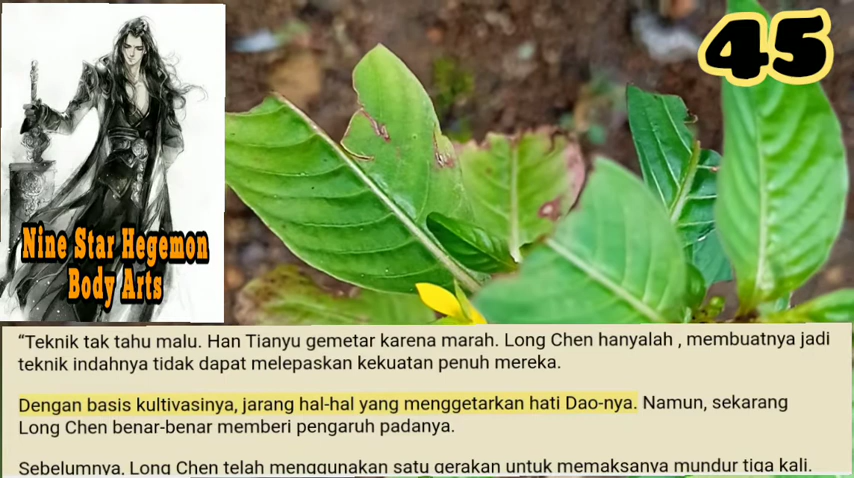 45
Nine Star Hegemon
Body Arts
“Teknik tak tahu malu. Han Tianyu gemetar karena marah. Long Chen hanyalah , membuatnya jadi
teknik indahnya tidak dapat melepaskan kekuatan penuh mereka.
Dengan basis kultivasinya, jarang hal-hal yang menggetarkan hati Dao-nya. Namun, sekarang
Long Chen benar-benar memberi pengaruh padanya.
Sebelumnya, Long Chen telah menggunakan satu gerakan untuk memaksanya mundur tiga kali.